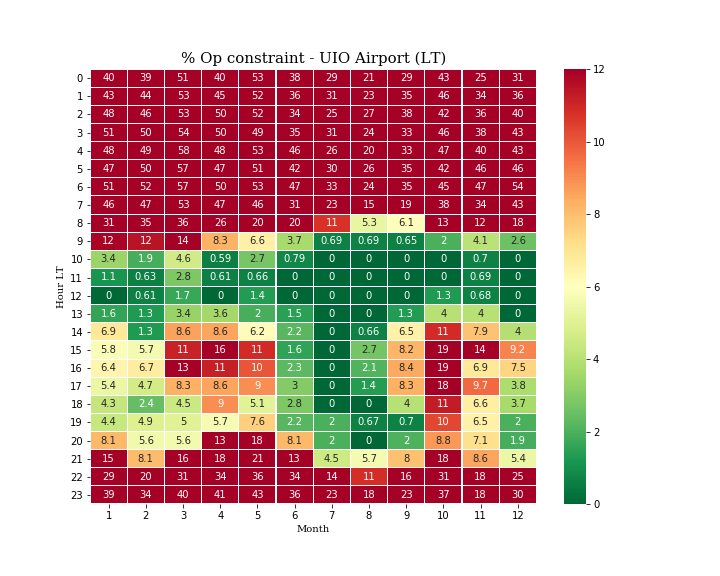 % Op constraint - UIO Airport (LT)
0 40 39 51 40 53 38 29 21 29 43 25 31
1 43 44 53 45 52 36 31 23 35 46 34 36
2 48 46 53 50 52 34 25 27 38 42 36 40
3 51 50 54 50 49 35 31 24 33 46 38 43
4 48 49 58 48 53 46 26 20 33 47 40 43
5 47 50 57 47 51 42 30 26 35 42 46 46
6 51 52 57 50 53 47 33 24 35 45 47 54
7 46 47 53 47 46 31 23 15 19 38 34 43
8 31 35 36 26 20 20 11 5.3 6.1 13 12 18
9 12 12 14 8.3 6.6 3.7 0.69 0.69 0.65 2 4.1 2.6
10 3.4 1.9 4.6 0.59 2.7 0.79 0 0 0 0 0.7 0
11 1.1 0.63 2.8 0.61 0.66 0 0 0 0 0 0.69 0
12 0 0.61 1.7 0 1.4 0 0 0 0 1.3 0.68 0
13 1.6 1.3 3.4 3.6 2 1.5 0 0 1.3 4 4 0
14 6.9 1.3 8.6 8.6 6.2 2.2 0 0.66 6.5 11 7.9 4
15 5.8 5.7 11 16 11 1.6 0 2.7 8.2 19 14 9.2
16 6.4 6.7 13 11 10 2.3 0 2.1 8.4 19 6.9 7.5
17 5.4 4.7 8.3 8.6 9 3 0 1.4 8.3 18 9.7 3.8
18 4.3 2.4 4.5 9 5.1 2.8 0 0 4 11 6.6 3.7
19 4.4 4.9 5 5.7 7.6 2.2 2 0.67 0.7 10 6.5 2
20 8.1 5.6 5.6 13 18 8.1 2 0 2 8.8 7.1 1.9
21 15 8.1 16 18 21 13 4.5 5.7 8 18 8.6 5.4
22 29 20 31 34 36 34 14 11 16 31 18 25
23 39 34 40 41 43 36 23 18 23 37 18 30
1 2 3 4 5 6 7 8 9 10 11 12
Month
Hour LT
12
10
8
6
4
2
0